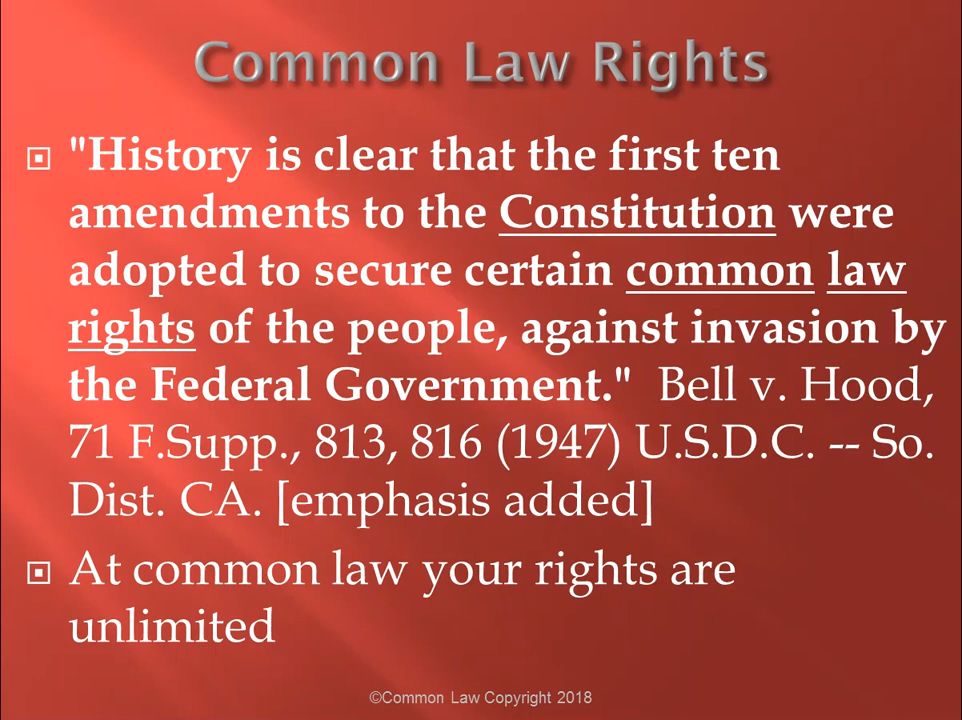 Common Law Rights
"History is clear that the first ten
amendments to the Constitution were
adopted to secure certain common law
rights of the people, against invasion by
the Federal Government." Bell v. Hood,
71 F.Supp., 813, 816 (1947) U.S.D.C. -- So.
Dist. CA. [emphasis added]
At common law your rights are
unlimited
©Common Law Copyright 2018